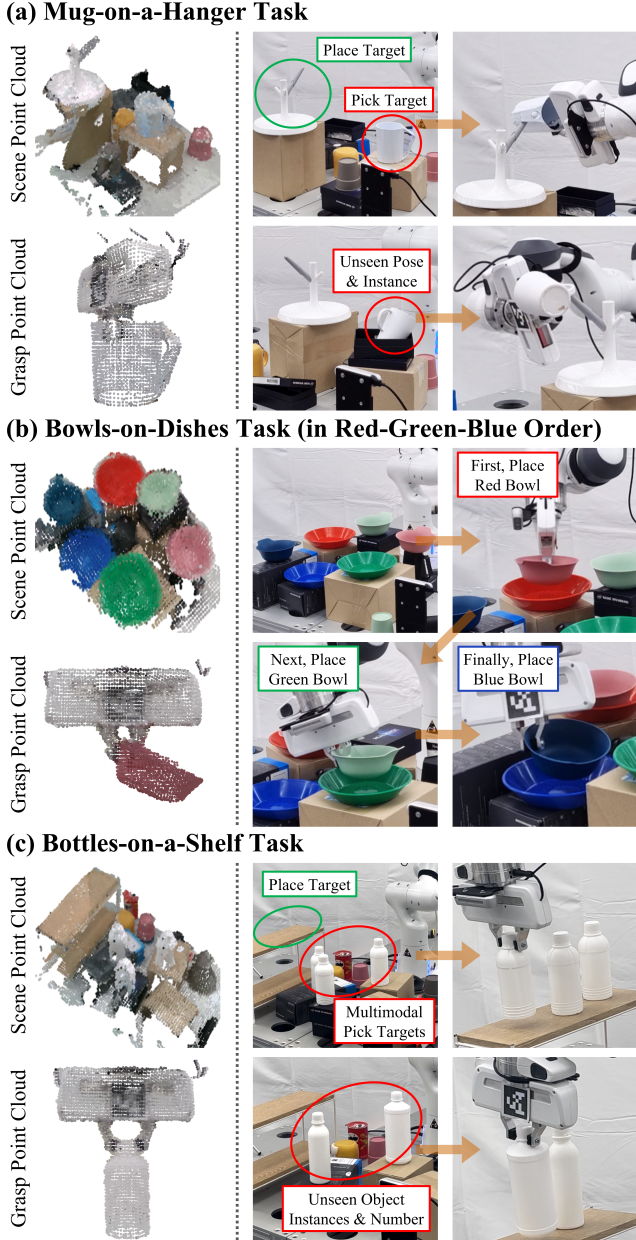 (a) Mug-on-a-Hanger Task
Scene Point Cloud
Place Target
Pick Target
Grasp Point Cloud
Unseen Pose
& Instance
(b) Bowls-on-Dishes Task (in Red-Green-Blue Order)
Scene Point Cloud
First, Place
Red Bowl
Grasp Point Cloud
Next, Place
Green Bowl
Finally, Place
Blue Bowl
(c) Bottles-on-a-Shelf Task
Scene Point Cloud
Place Target
Multimodal
Pick Targets
Grasp Point Cloud
Unseen Object
Instances & Number